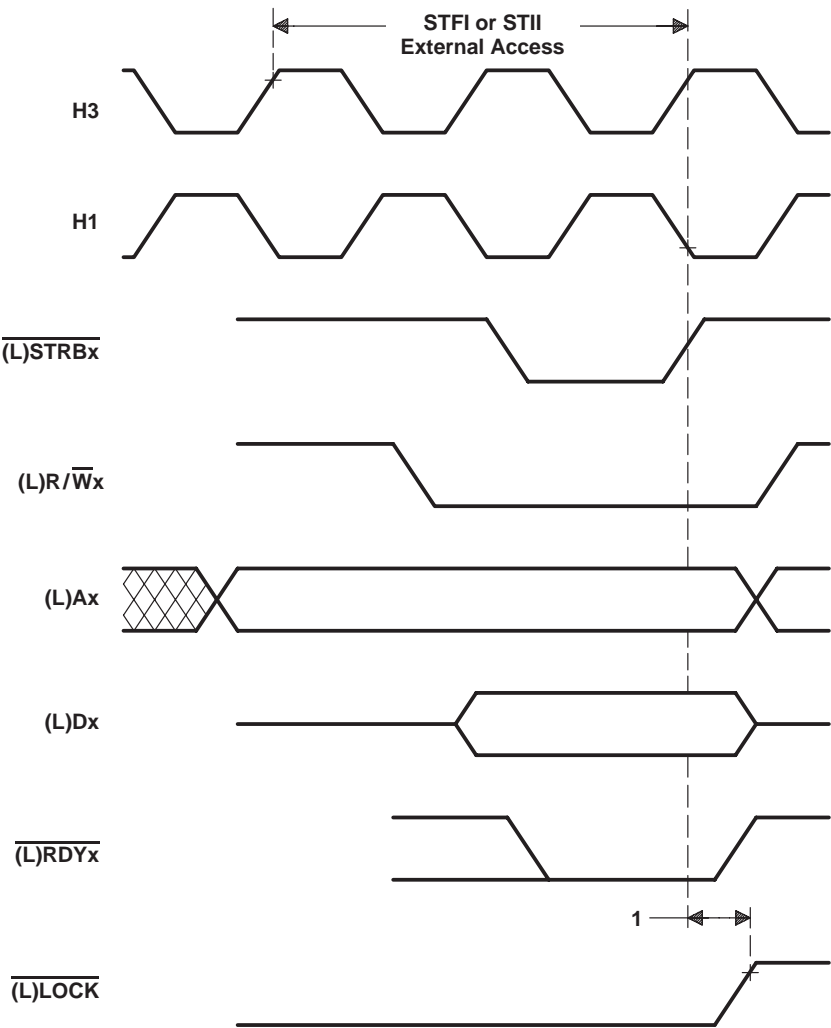 STFI or STII
External Access
H3
H1
(L)STRBx
(L)R/Wx
(L)Ax
(L)Dx
(L)RDYx
1
(L)LOCK